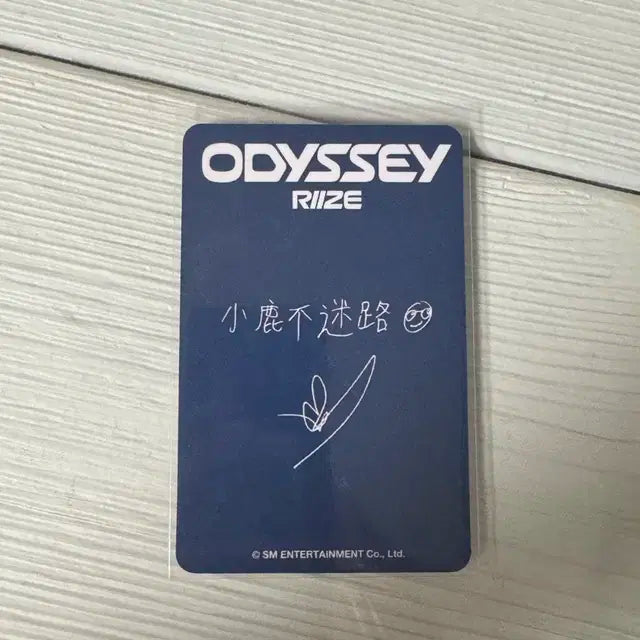 ODYSSEY
RIIZE
小鹿不迷路
© SM ENTERTAINMENT Co., Ltd.